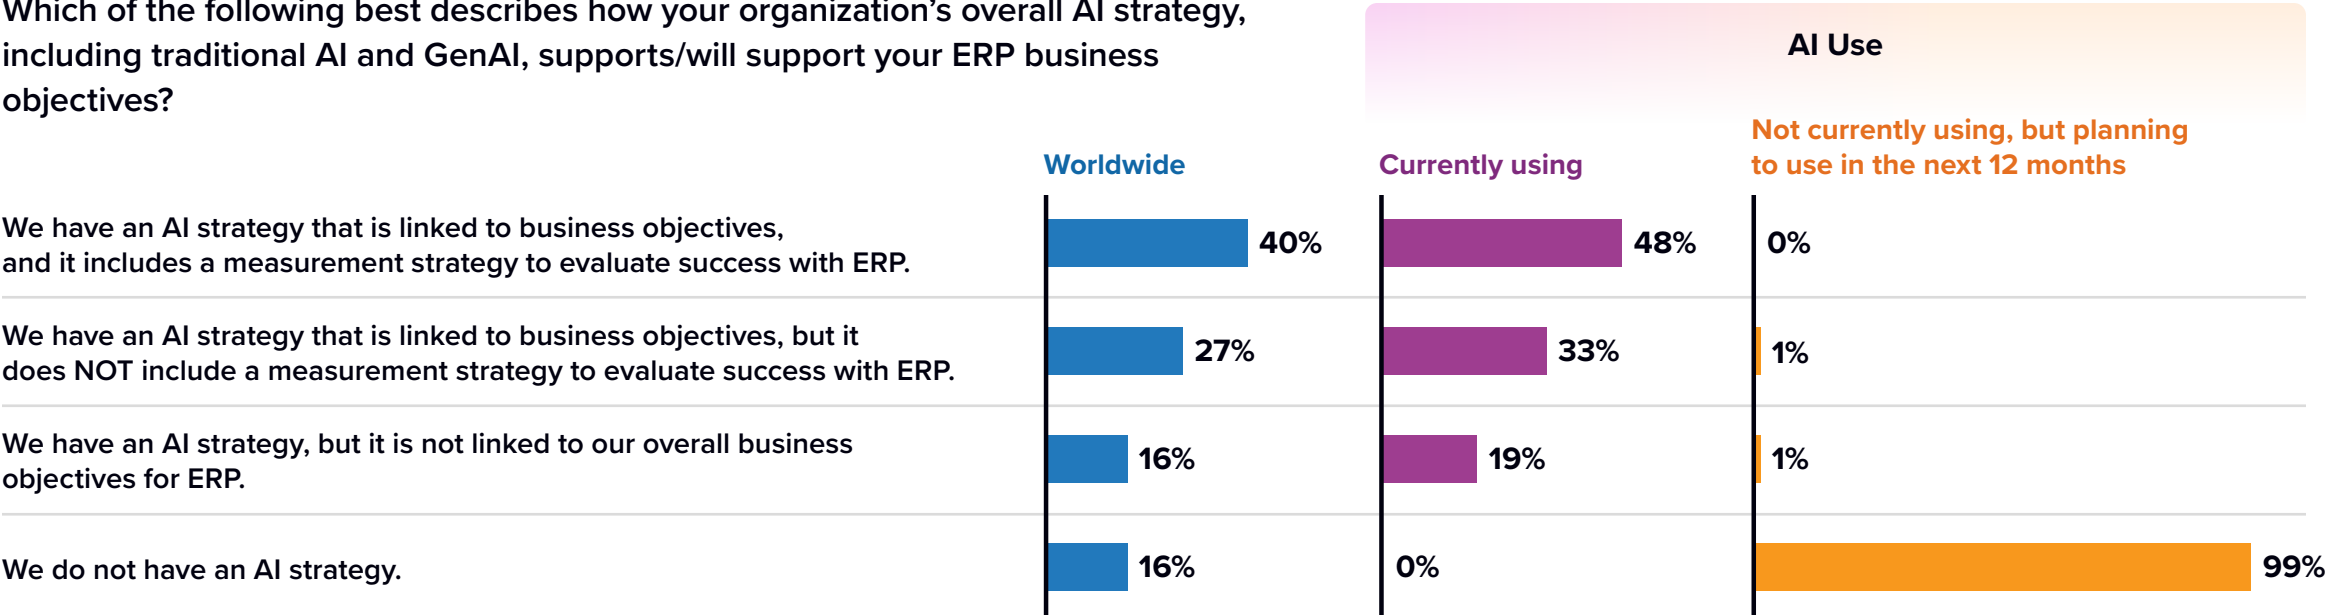 Which of the following best describes how your organization's overall AI strategy,
including traditional AI and GenAI, supports/will support your ERP business
objectives?
AI Use
Worldwide
Currently using
Not currently using, but planning
to use in the next 12 months
We have an AI strategy that is linked to business objectives,
and it includes a measurement strategy to evaluate success with ERP.
40%
48%
0%
We have an AI strategy that is linked to business objectives, but it
does NOT include a measurement strategy to evaluate success with ERP.
27%
33%
1%
We have an AI strategy, but it is not linked to our overall business
objectives for ERP.
16%
19%
1%
We do not have an AI strategy.
16%
0%
99%